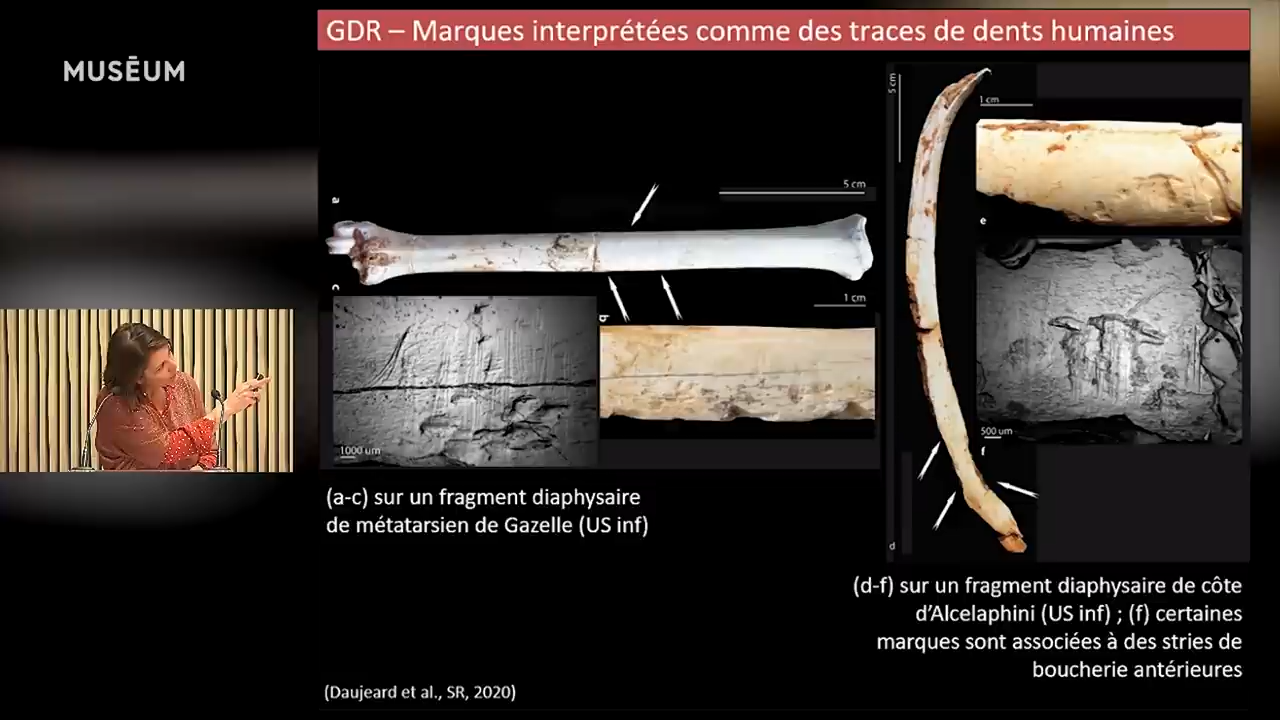 MUSĒUM
GDR – Marques interprétées comme des traces de dents humaines
a
5 cm
c
1 cm
b
1000 um
5 cm
1 cm
e
500 um
f
d
(a-c) sur un fragment diaphysaire
de métatarsien de Gazelle (US inf)
(d-f) sur un fragment diaphysaire de côte
d'Alcelaphini (US inf) ; (f) certaines
marques sont associées à des stries de
boucherie antérieures
(Daujeard et al., SR, 2020)